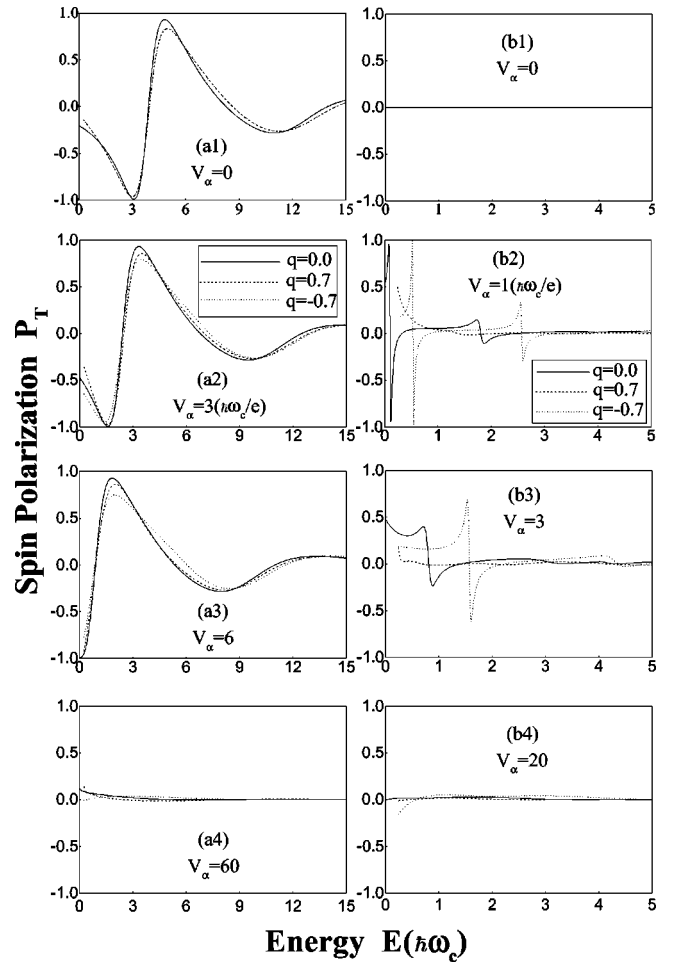 Spin Polarization P_T
1.0
0.5
0.0
-0.5
-1.0
0 3 6 9 12 15
(a1)
V_α=0
1.0
0.5
0.0
-0.5
-1.0
0 1 2 3 4 5
(b1)
V_α=0
1.0
0.5
0.0
-0.5
-1.0
0 3 6 9 12 15
q=0.0
q=0.7
q=-0.7
(a2)
V_α=3(ħω_c/e)
1.0
0.5
0.0
-0.5
-1.0
0 1 2 3 4 5
(b2)
V_α=1(ħω_c/e)
q=0.0
q=0.7
q=-0.7
1.0
0.5
0.0
-0.5
-1.0
0 3 6 9 12 15
(a3)
V_α=6
1.0
0.5
0.0
-0.5
-1.0
0 1 2 3 4 5
(b3)
V_α=3
1.0
0.5
0.0
-0.5
-1.0
0 3 6 9 12 15
(a4)
V_α=60
1.0
0.5
0.0
-0.5
-1.0
0 1 2 3 4 5
(b4)
V_α=20
Energy E(ħω_c)